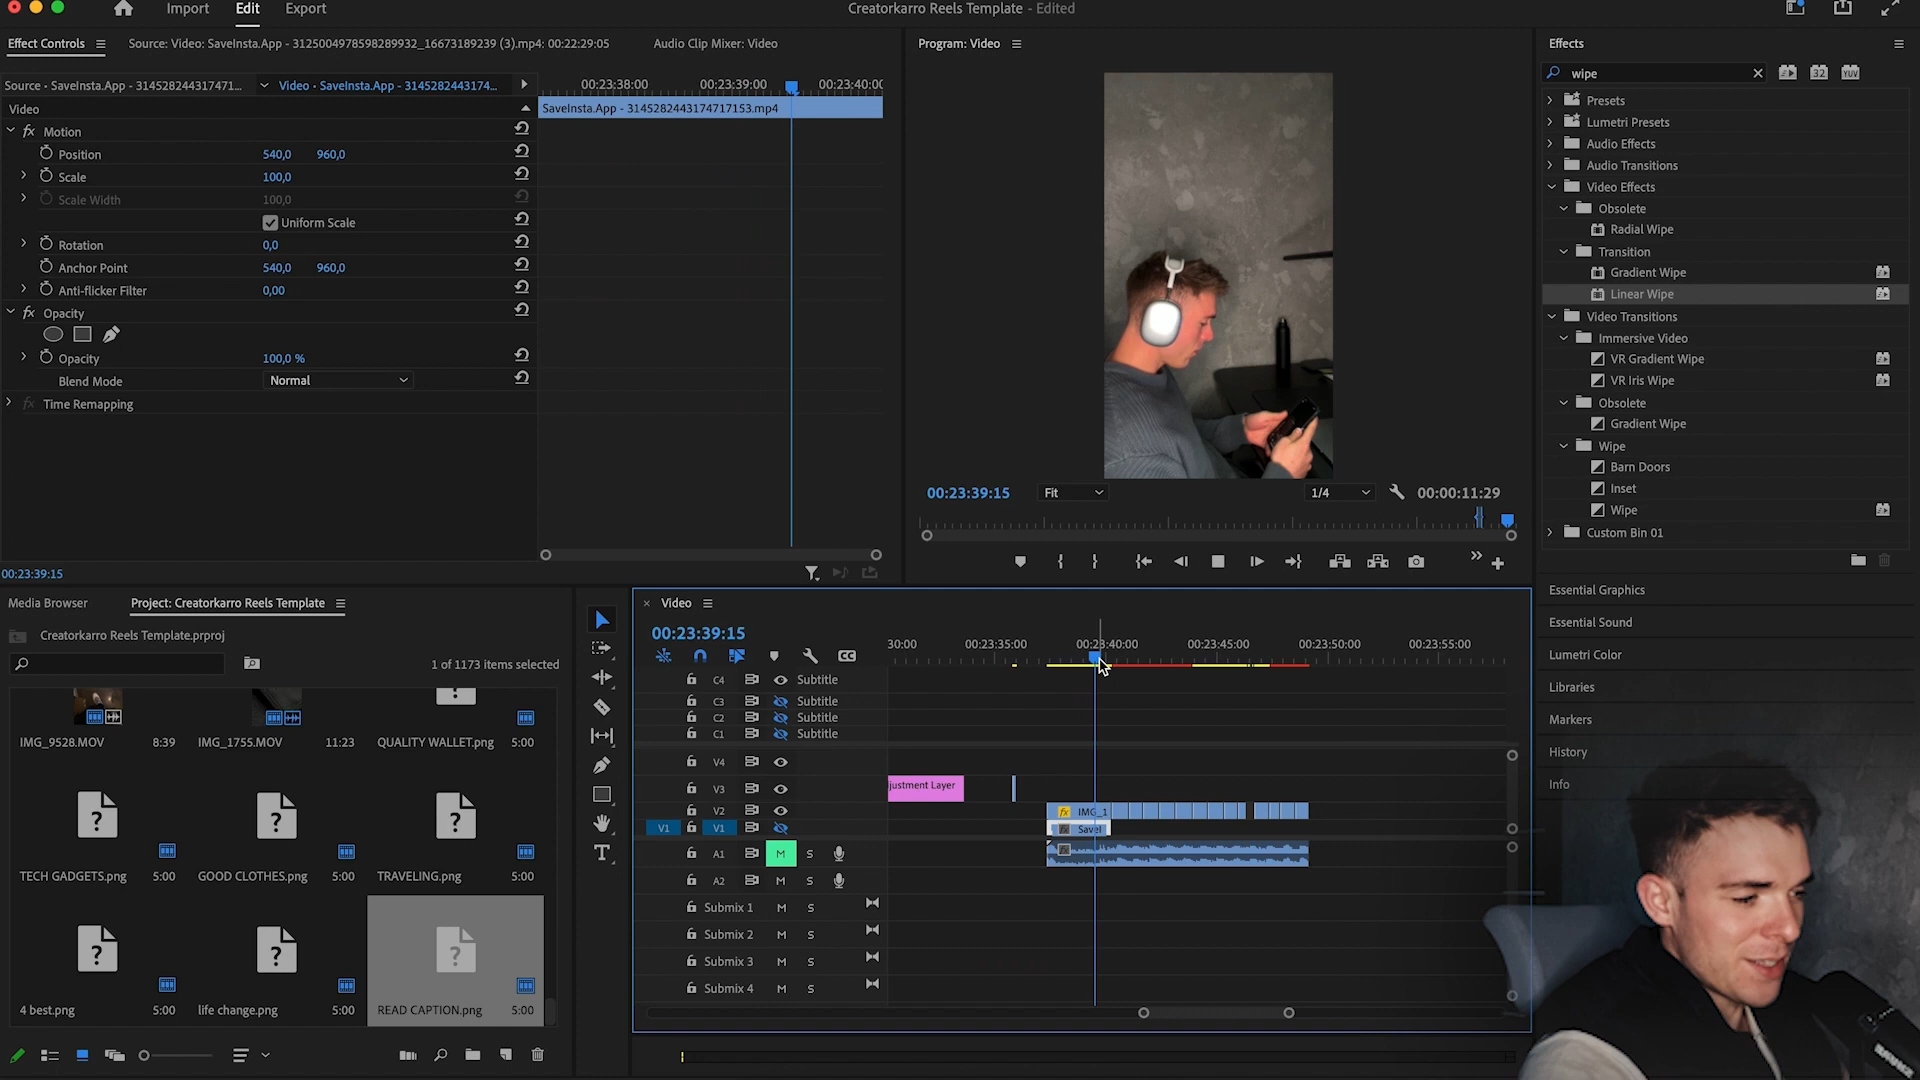 Import
Edit
Export
Creatorkarro Reels Template - Edited
Effect Controls
Source: Video: SaveInsta.App - 3125004978598289932_16673189239 (3).mp4: 00:22:29:05
Audio Clip Mixer: Video
Source • SaveInsta.App - 314528244317471...
Video • SaveInsta.App - 31452824431747...
00:23:38:00
00:23:39:00
00:23:40:00
Video
SaveInsta.App - 3145282443174717153.mp4
fx Motion
Position 540,0 960,0
Scale 100,0
Scale Width 100,0
Uniform Scale
Rotation 0,0
Anchor Point 540,0 960,0
Anti-flicker Filter 0,00
fx Opacity
Opacity 100,0 %
Blend Mode Normal
fx Time Remapping
00:23:39:15
Program: Video
00:23:39:15
Fit
1/4
00:00:11:29
Effects
wipe
32
YUV
Presets
Lumetri Presets
Audio Effects
Audio Transitions
Video Effects
Obsolete
Radial Wipe
Transition
Gradient Wipe
Linear Wipe
Video Transitions
Immersive Video
VR Gradient Wipe
VR Iris Wipe
Obsolete
Gradient Wipe
Wipe
Barn Doors
Inset
Wipe
Custom Bin 01
Essential Graphics
Essential Sound
Lumetri Color
Libraries
Markers
History
Info
Media Browser
Project: Creatorkarro Reels Template
Creatorkarro Reels Template.prproj
1 of 1173 items selected
IMG_9528.MOV 8:39
IMG_1755.MOV 11:23
QUALITY WALLET.png 5:00
TECH GADGETS.png 5:00
GOOD CLOTHES.png 5:00
TRAVELING.png 5:00
4 best.png 5:00
life change.png 5:00
READ CAPTION.png 5:00
Video
00:23:39:15
30:00
00:23:35:00
00:23:40:00
00:23:45:00
00:23:50:00
00:23:55:00
CC
C4 Subtitle
C3 Subtitle
C2 Subtitle
C1 Subtitle
V4
V3
justment Layer
V2
fx IMG_1
V1 V1
fx SaveI
A1 M S
A2 M S
Submix 1 M S
Submix 2 M S
Submix 3 M S
Submix 4 M S